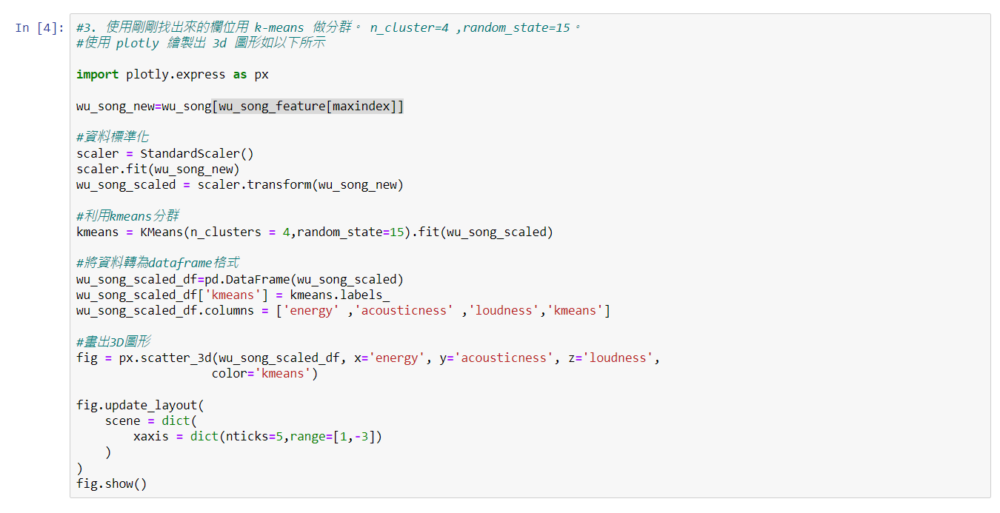 In [4]: #3. 使用剛剛找出來的欄位用 k-means 做分群。 n_cluster=4 ,random_state=15。
#使用 plotly 繪製出 3d 圖形如以下所示
import plotly.express as px
wu_song_new=wu_song[wu_song_feature[maxindex]]
#資料標準化
scaler = StandardScaler()
scaler.fit(wu_song_new)
wu_song_scaled = scaler.transform(wu_song_new)
#利用kmeans分群
kmeans = KMeans(n_clusters = 4,random_state=15).fit(wu_song_scaled)
#將資料轉為dataframe格式
wu_song_scaled_df=pd.DataFrame(wu_song_scaled)
wu_song_scaled_df['kmeans'] = kmeans.labels_
wu_song_scaled_df.columns = ['energy' ,'acousticness' ,'loudness','kmeans']
#畫出3D圖形
fig = px.scatter_3d(wu_song_scaled_df, x='energy', y='acousticness', z='loudness',
color='kmeans')
fig.update_layout(
scene = dict(
xaxis = dict(nticks=5,range=[1,-3])
)
)
fig.show()